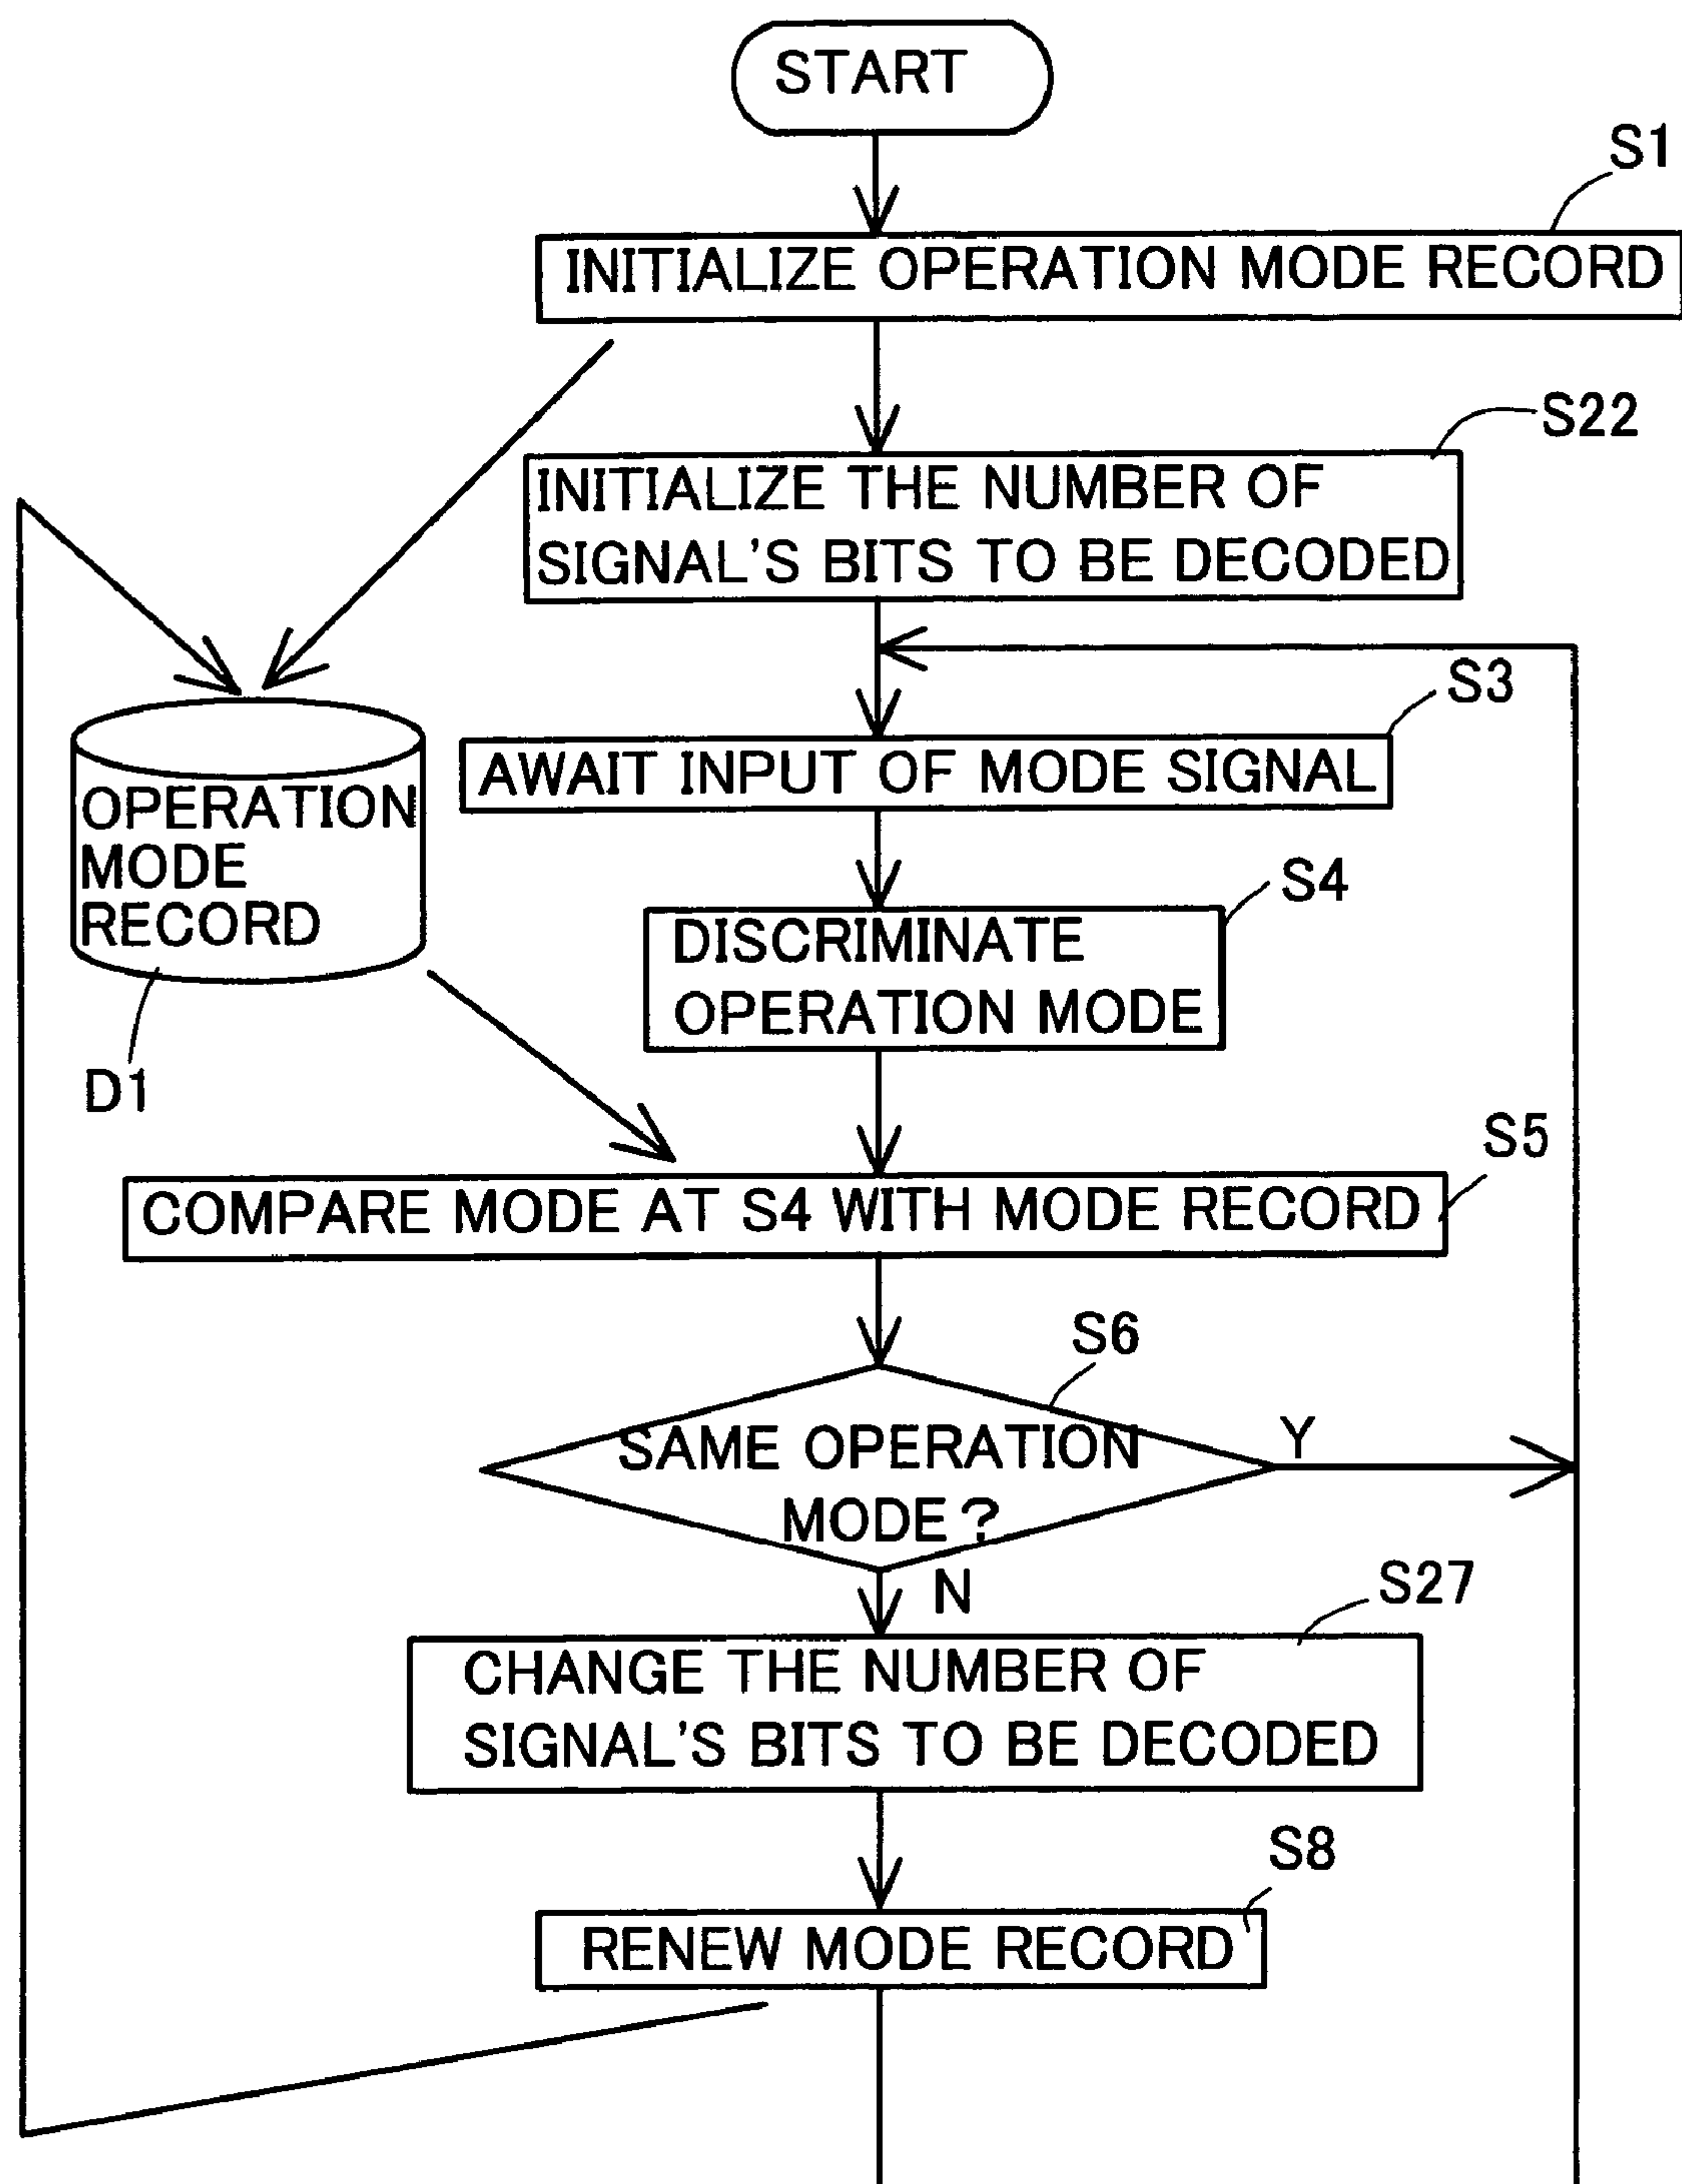 START
S1
INITIALIZE OPERATION MODE RECORD
S22
INITIALIZE THE NUMBER OF
SIGNAL'S BITS TO BE DECODED
S3
AWAIT INPUT OF MODE SIGNAL
OPERATION
MODE
RECORD
D1
S4
DISCRIMINATE
OPERATION MODE
S5
COMPARE MODE AT S4 WITH MODE RECORD
S6
SAME OPERATION
MODE?
Y
N
S27
CHANGE THE NUMBER OF
SIGNAL'S BITS TO BE DECODED
S8
RENEW MODE RECORD